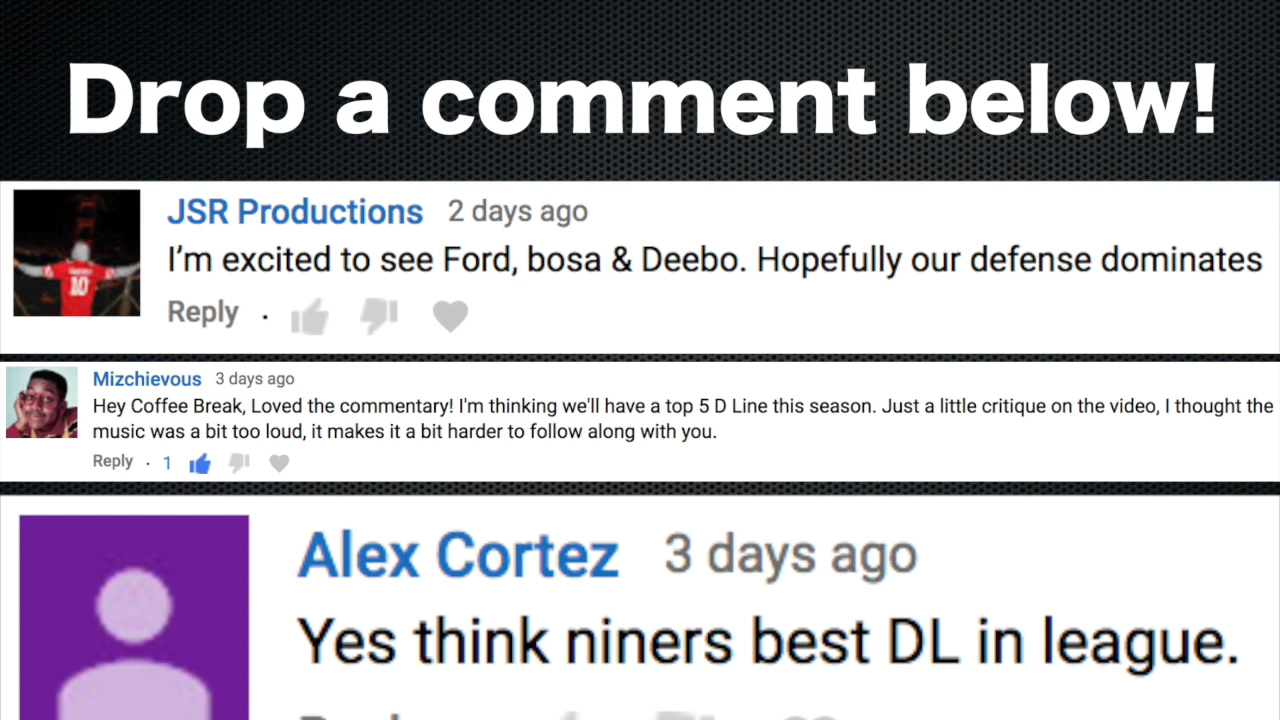 Drop a comment below!
JSR Productions 2 days ago
I'm excited to see Ford, bosa & Deebo. Hopefully our defense dominates
Reply ·
10
Mizchievous 3 days ago
Hey Coffee Break, Loved the commentary! I'm thinking we'll have a top 5 D Line this season. Just a little critique on the video, I thought the
music was a bit too loud, it makes it a bit harder to follow along with you.
Reply · 1
Alex Cortez 3 days ago
Yes think niners best DL in league.